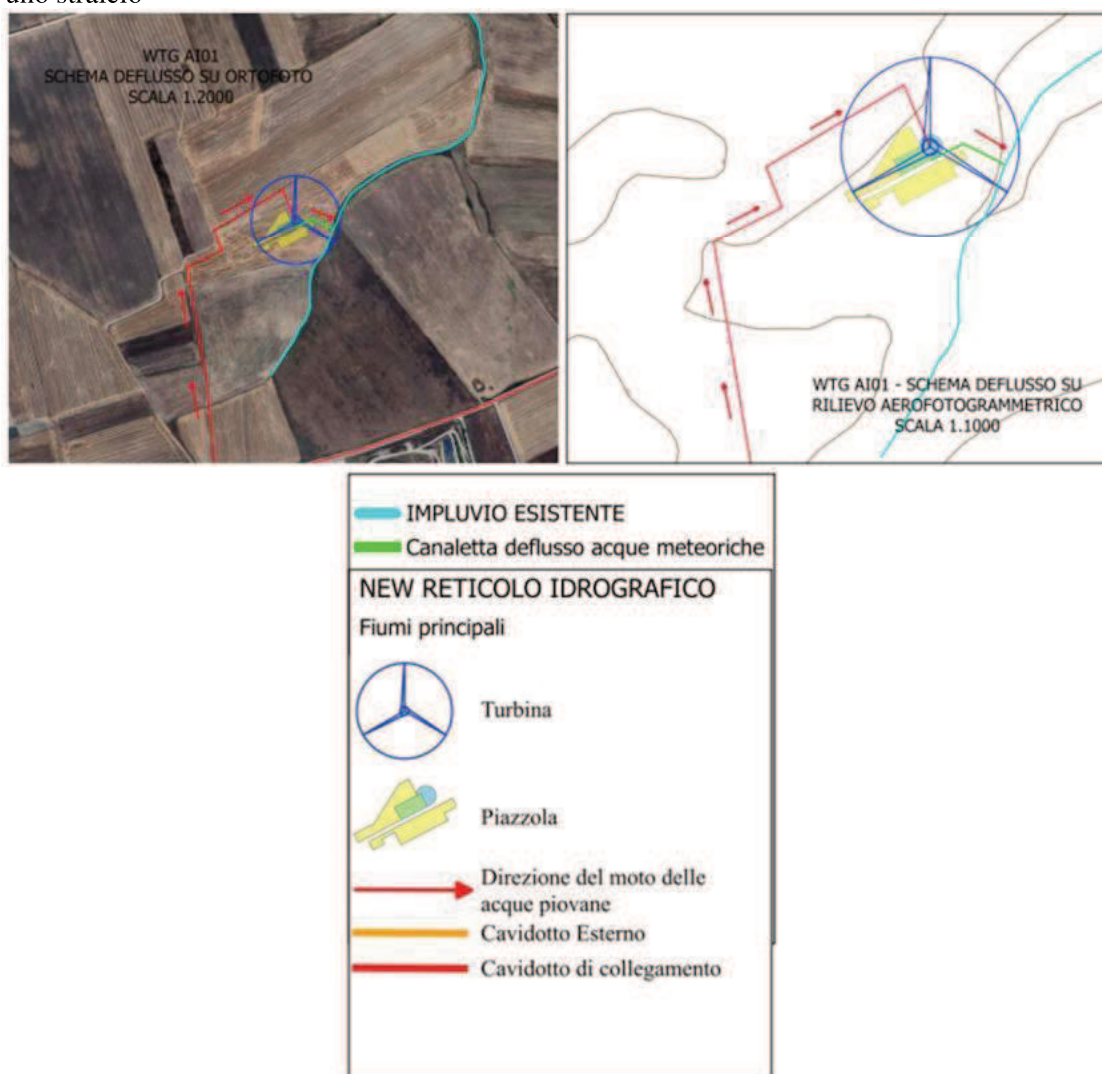 uno stralcio
WTG AI01
SCHEMA DEFLUSSO SU ORTOFOTO
SCALA 1.2000
WTG AI01 - SCHEMA DEFLUSSO SU
RILIEVO AEROFOTOGRAMMETRICO
SCALA 1.1000
IMPLUVIO ESISTENTE
Canaletta deflusso acque meteoriche
NEW RETICOLO IDROGRAFICO
Fiumi principali
Turbina
Piazzola
Direzione del moto delle
acque piovane
Cavidotto Esterno
Cavidotto di collegamento